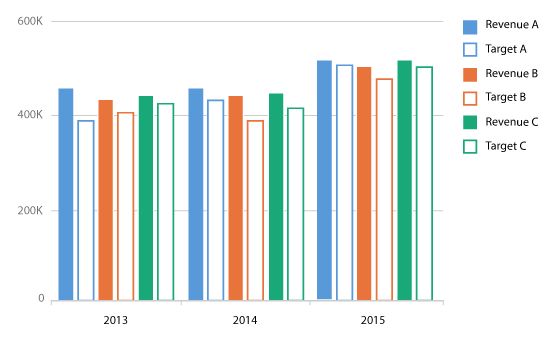 600K
400K
200K
0
2013
2014
2015
Revenue A
Target A
Revenue B
Target B
Revenue C
Target C